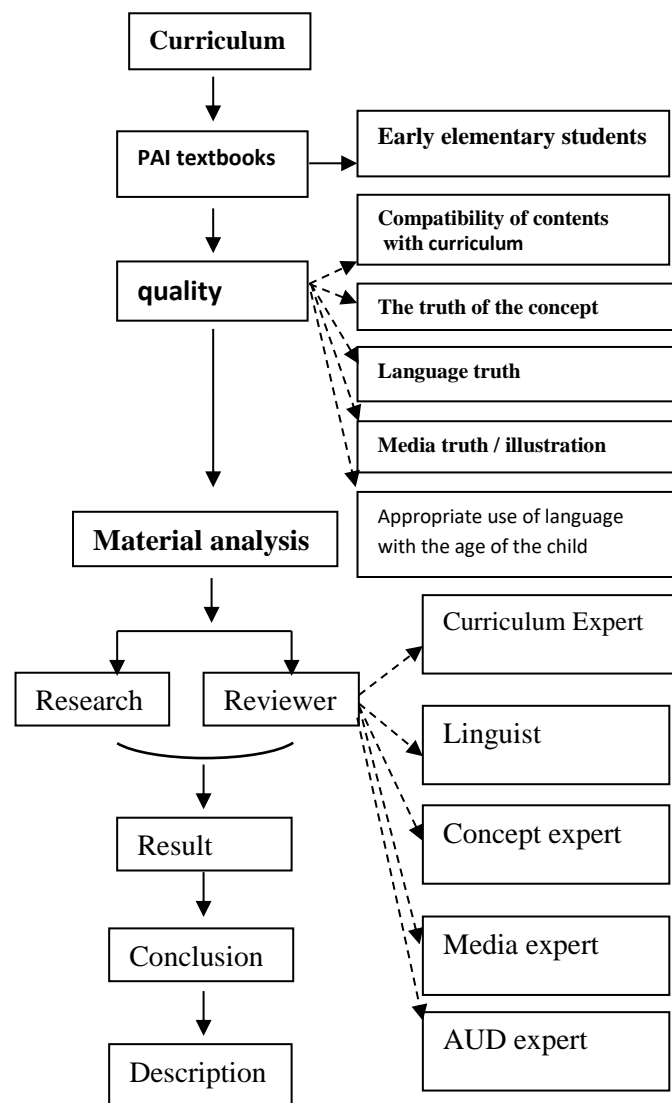 Curriculum
PAI textbooks
Early elementary students
Compatibility of contents
with curriculum
quality
The truth of the concept
Language truth
Media truth / illustration
Appropriate use of language
with the age of the child
Material analysis
Curriculum Expert
Research
Reviewer
Linguist
Concept expert
Result
Media expert
Conclusion
AUD expert
Description